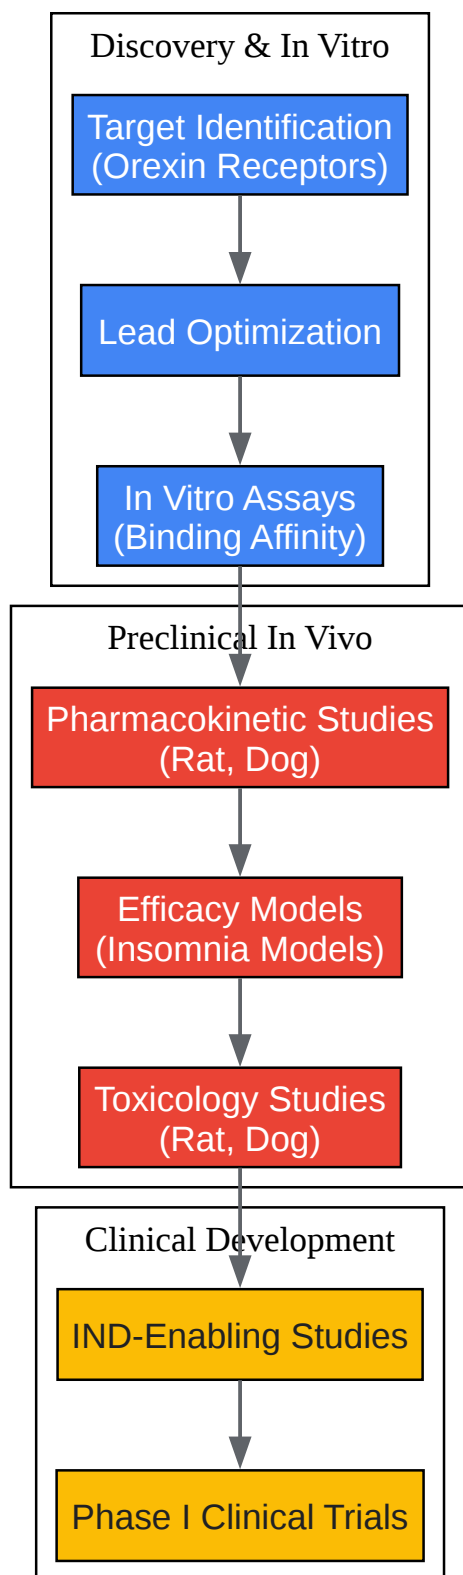 Discovery & In Vitro
Target Identification
(Orexin Receptors)
Lead Optimization
In Vitro Assays
(Binding Affinity)
Preclinical In Vivo
Pharmacokinetic Studies
(Rat, Dog)
Efficacy Models
(Insomnia Models)
Toxicology Studies
(Rat, Dog)
Clinical Development
IND-Enabling Studies
Phase I Clinical Trials